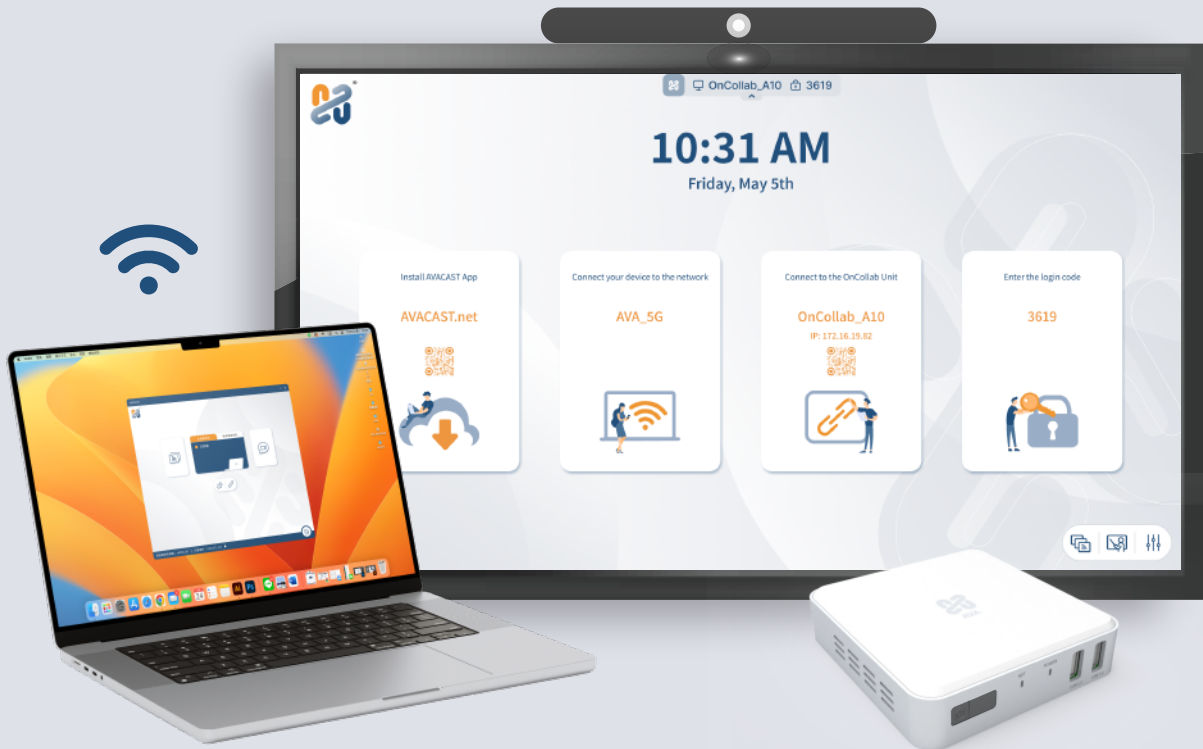 OnCollab_A10 3619
10:31 AM
Friday, May 5th
Install AVACAST App
AVACAST.net
Connect your device to the network
AVA_5G
Connect to the OnCollab Unit
OnCollab_A10
IP: 172.16.19.82
Enter the login code
3619
AVA